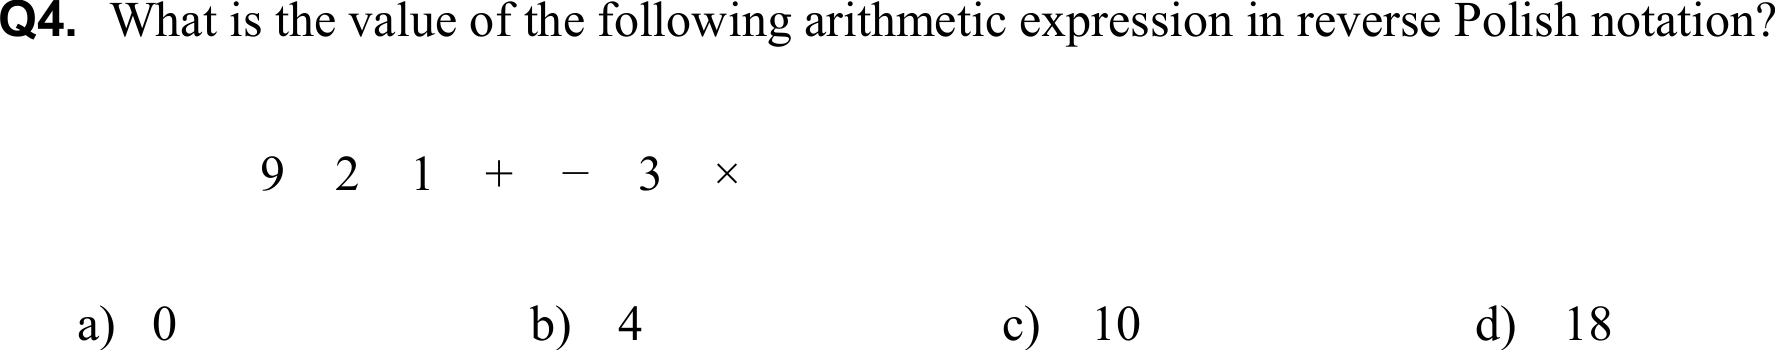 Q4. What is the value of the following arithmetic expression in reverse Polish notation?
9 2 1 + − 3 ×
a) 0 b) 4 c) 10 d) 18